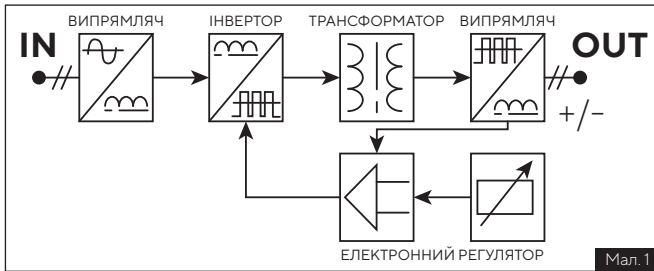 ВИПРЯМЛЯЧ ІНВЕРТОР ТРАНСФОРМАТОР ВИПРЯМЛЯЧ
IN OUT
+/−
ЕЛЕКТРОННИЙ РЕГУЛЯТОР
Мал.1